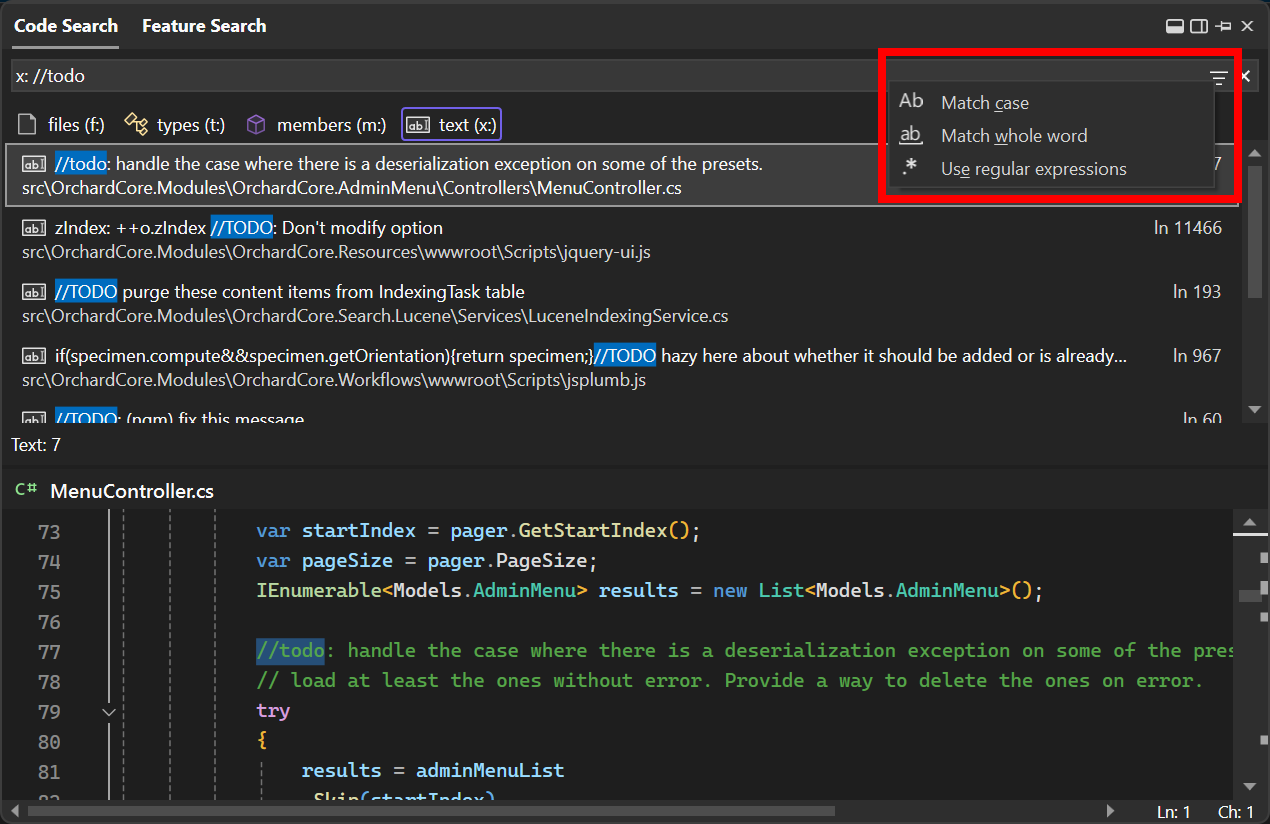 Code Search Feature Search
x: //todo
Ab Match case
ab Match whole word
.* Use regular expressions
files (f:) types (t:) members (m:) text (x:)
//todo: handle the case where there is a deserialization exception on some of the presets. 7
src\OrchardCore.Modules\OrchardCore.AdminMenu\Controllers\MenuController.cs
zIndex: ++o.zIndex //TODO: Don't modify option ln 11466
src\OrchardCore.Modules\OrchardCore.Resources\wwwroot\Scripts\jquery-ui.js
//TODO purge these content items from IndexingTask table ln 193
src\OrchardCore.Modules\OrchardCore.Search.Lucene\Services\LuceneIndexingService.cs
if(specimen.compute&&specimen.getOrientation){return specimen;}//TODO hazy here about whether it should be added or is already... ln 967
src\OrchardCore.Modules\OrchardCore.Workflows\wwwroot\Scripts\jsplumb.js
//TODO: (ngm) fix this message ln 60
Text: 7
C# MenuController.cs
73 var startIndex = pager.GetStartIndex();
74 var pageSize = pager.PageSize;
75 IEnumerable<Models.AdminMenu> results = new List<Models.AdminMenu>();
76
77 //todo: handle the case where there is a deserialization exception on some of the pres
78 // load at least the ones without error. Provide a way to delete the ones on error.
79 try
80 {
81 results = adminMenuList
82 .Skip(startIndex)
Ln: 1 Ch: 1